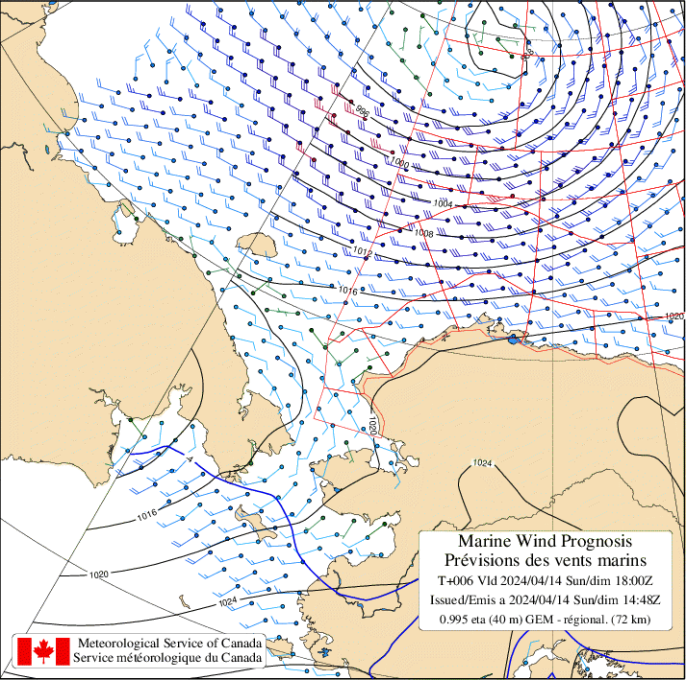 988
996
1000
1004
1008
1012
1016
1020
1020
1024
1016
1020
1024
Marine Wind Prognosis
Prévisions des vents marins
T+006 Vld 2024/04/14 Sun/dim 18:00Z
Issued/Emis a 2024/04/14 Sun/dim 14:48Z
0.995 eta (40 m) GEM - régional. (72 km)
Meteorological Service of Canada
Service météorologique du Canada